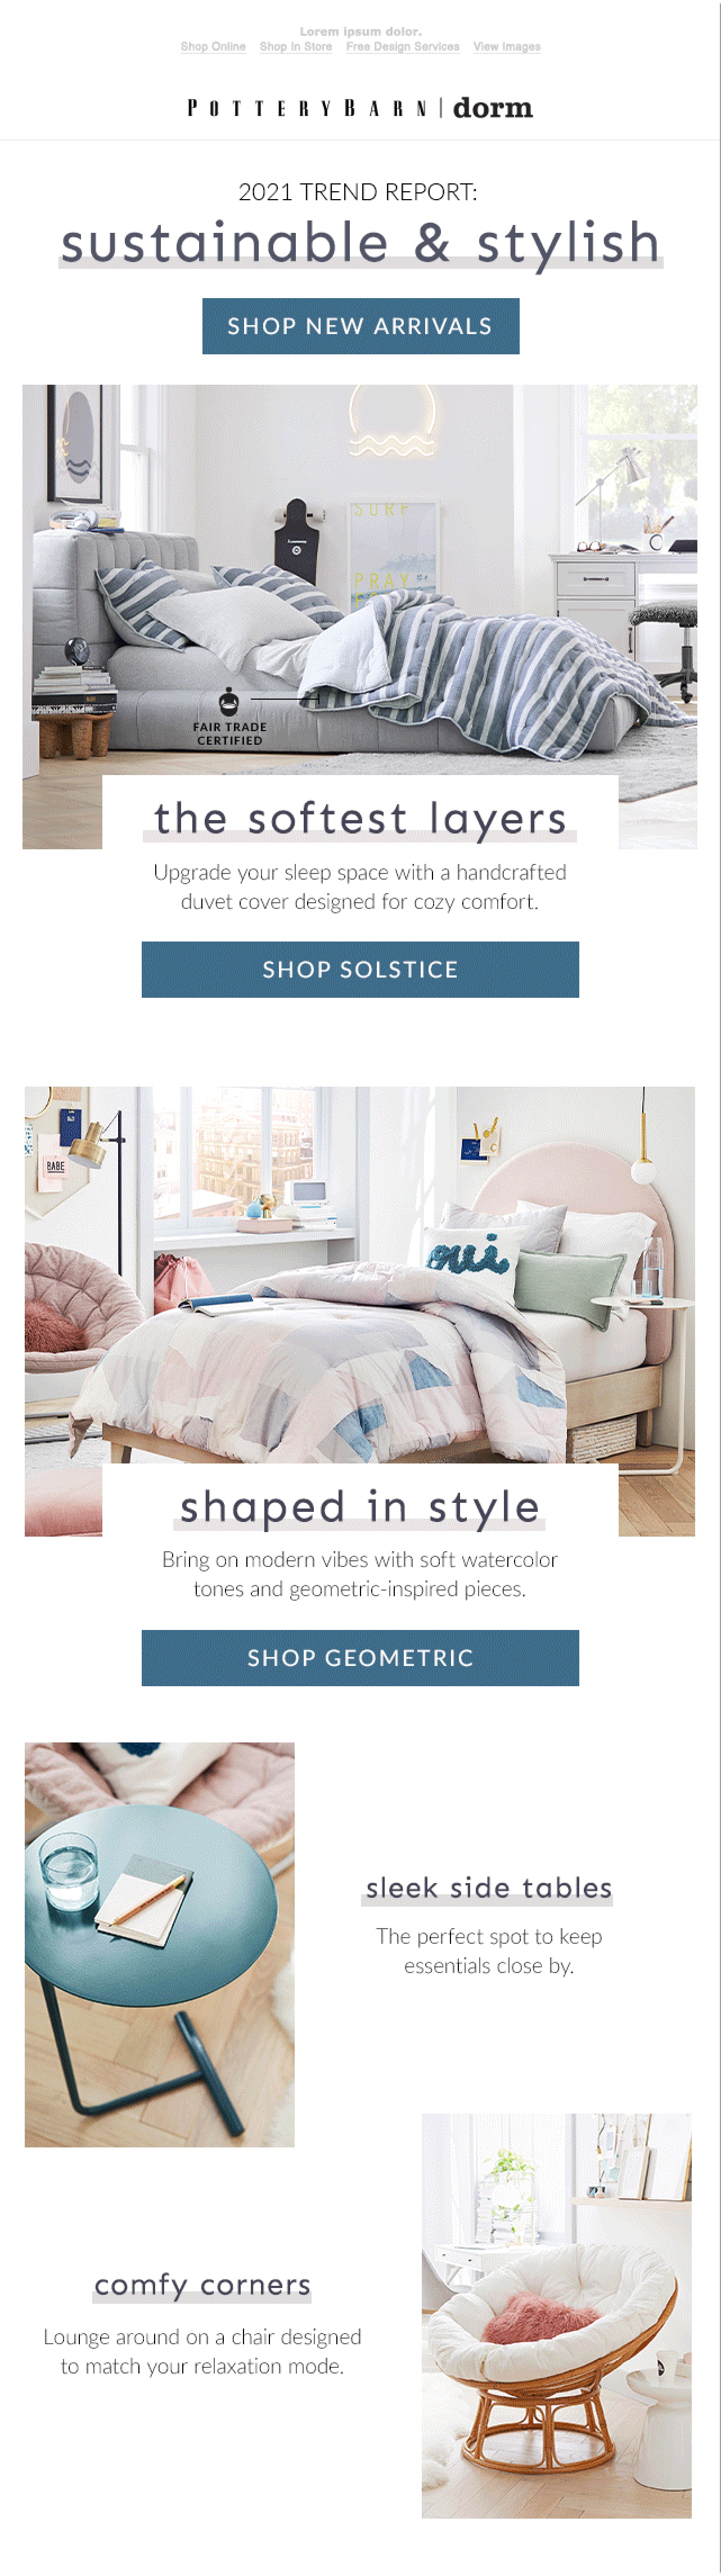 Lorem ipsum dolor.
Shop Online Shop In Store Free Design Services View Images
POTTERY BARN | dorm
2021 TREND REPORT:
sustainable & stylish
SHOP NEW ARRIVALS
SURF
PRAY
FAIR TRADE
CERTIFIED
the softest layers
Upgrade your sleep space with a handcrafted
duvet cover designed for cozy comfort.
SHOP SOLSTICE
BABE
oui
shaped in style
Bring on modern vibes with soft watercolor
tones and geometric-inspired pieces.
SHOP GEOMETRIC
sleek side tables
The perfect spot to keep
essentials close by.
comfy corners
Lounge around on a chair designed
to match your relaxation mode.